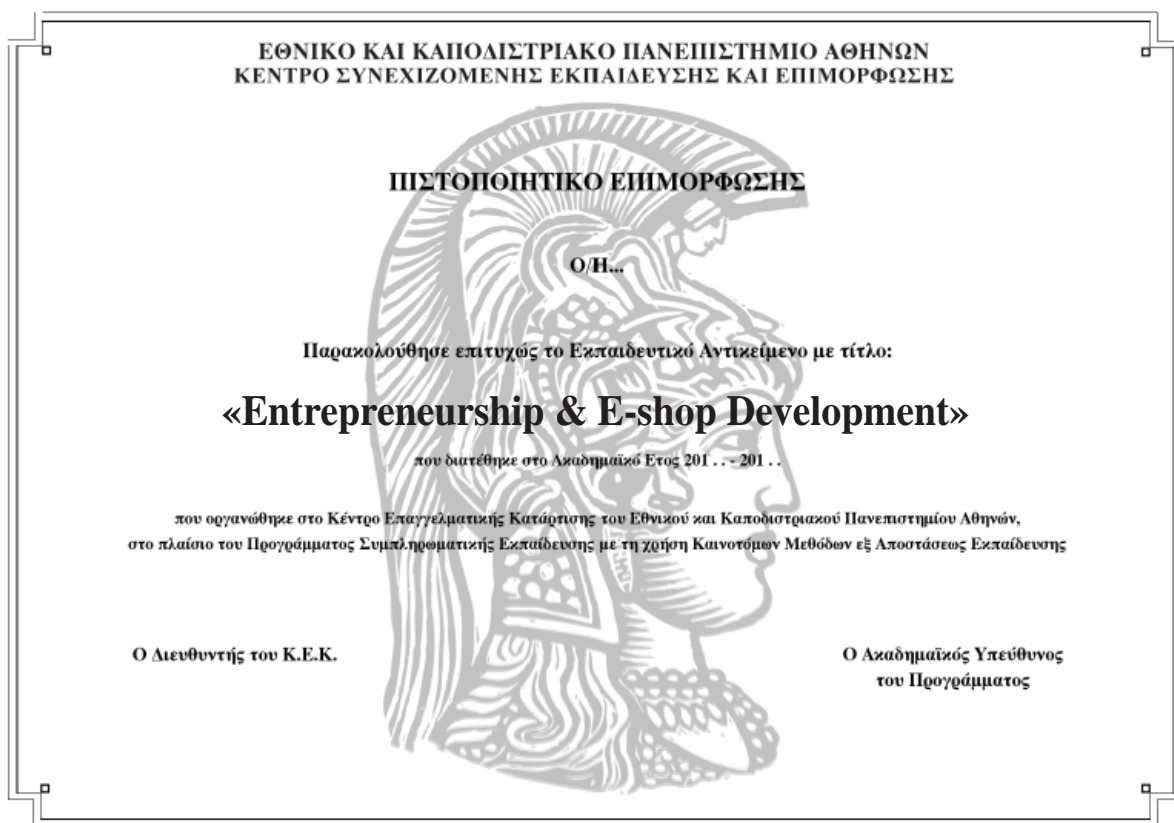 ΕΘΝΙΚΟ ΚΑΙ ΚΑΠΟΔΙΣΤΡΙΑΚΟ ΠΑΝΕΠΙΣΤΗΜΙΟ ΑΘΗΝΩΝ
ΚΕΝΤΡΟ ΣΥΝΕΧΙΖΟΜΕΝΗΣ ΕΚΠΑΙΔΕΥΣΗΣ ΚΑΙ ΕΠΙΜΟΡΦΩΣΗΣ
ΠΙΣΤΟΠΟΙΗΤΙΚΟ ΕΠΙΜΟΡΦΩΣΗΣ
Ο/Η...
Παρακολούθησε επιτυχώς το Εκπαιδευτικό Αντικείμενο με τίτλο:
«Entrepreneurship & E-shop Development»
που διατέθηκε στο Ακαδημαϊκό Ετος 201 . . - 201 . .
που οργανώθηκε στο Κέντρο Επαγγελματικής Κατάρτισης του Εθνικού και Καποδιστριακού Πανεπιστημίου Αθηνών,
στο πλαίσιο του Προγράμματος Συμπληρωματικής Εκπαίδευσης με τη χρήση Καινοτόμων Μεθόδων εξ Αποστάσεως Εκπαίδευσης
Ο Διευθυντής του Κ.Ε.Κ.
Ο Ακαδημαϊκός Υπεύθυνος
του Προγράμματος